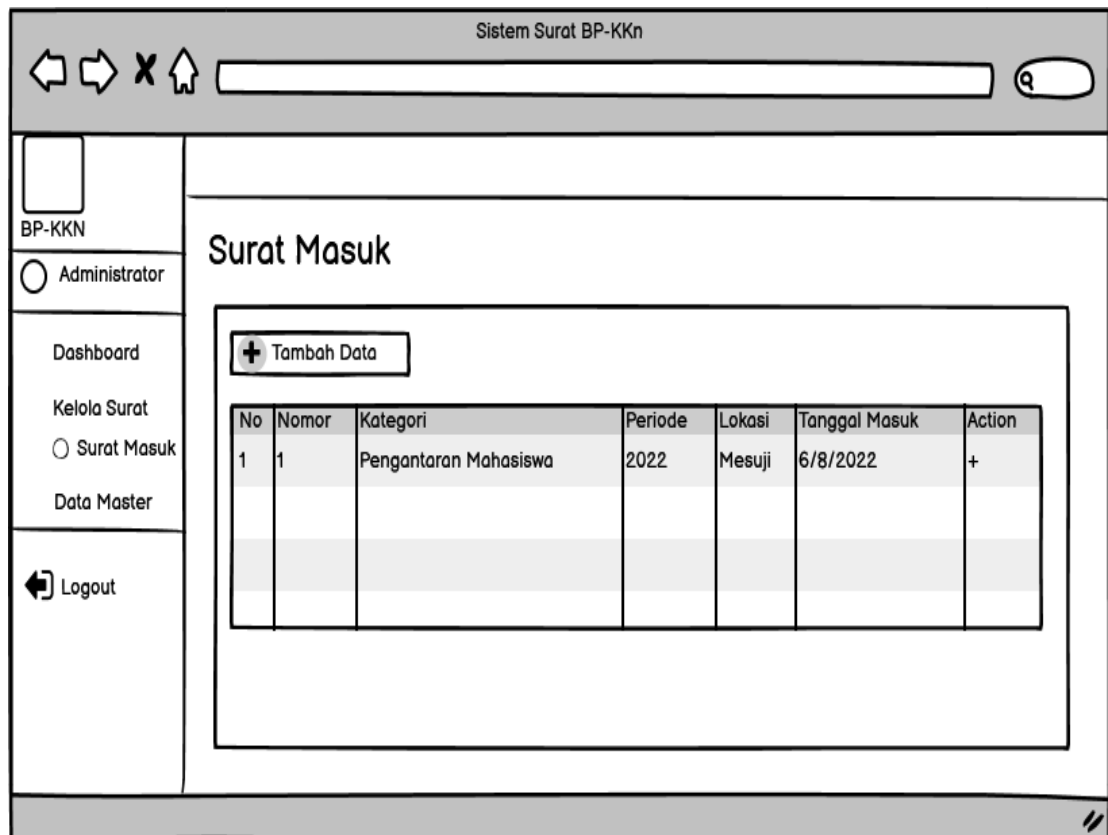 Sistem Surat BP-KKn
BP-KKN
Administrator
Dashboard
Kelola Surat
Surat Masuk
Data Master
Logout
Surat Masuk
Tambah Data
No Nomor Kategori Periode Lokasi Tanggal Masuk Action
1 1 Pengantaran Mahasiswa 2022 Mesuji 6/8/2022 +